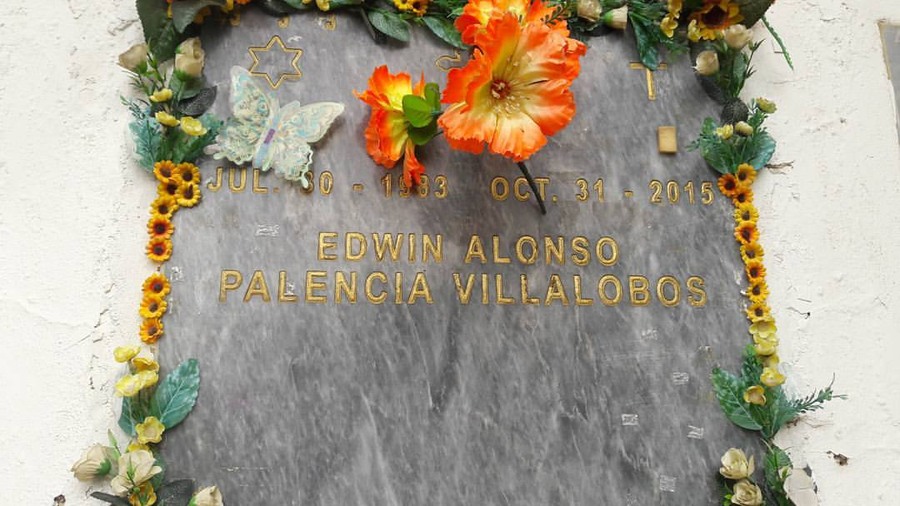 JUL. 30 - 1983 OCT. 31 - 2015
EDWIN ALONSO
PALENCIA VILLALOBOS